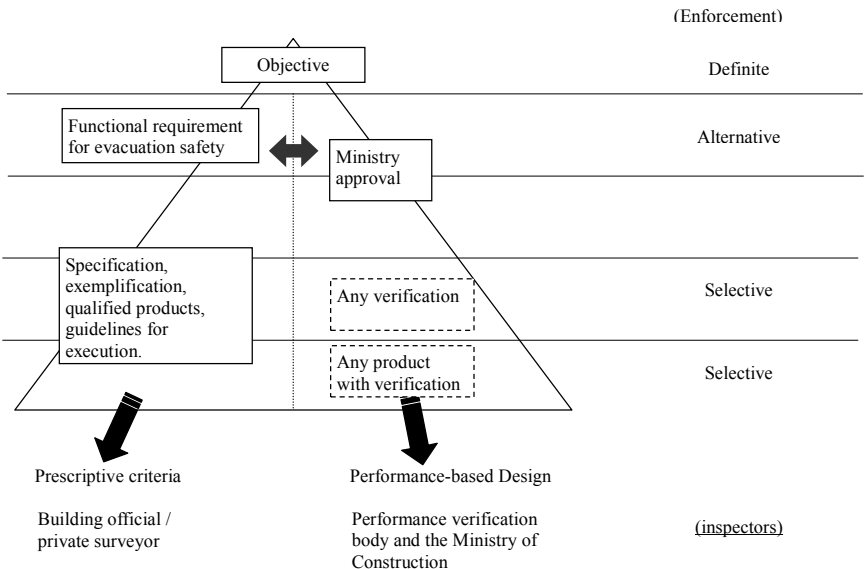 (Enforcement)
Objective
Definite
Functional requirement
for evacuation safety
Alternative
Ministry
approval
Specification,
exemplification,
qualified products,
guidelines for
execution.
Any verification
Selective
Any product
with verification
Selective
Prescriptive criteria
Performance-based Design
Building official /
private surveyor
Performance verification
body and the Ministry of
Construction
(inspectors)